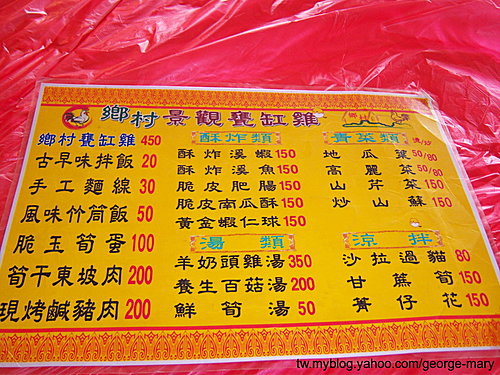 鄉村景觀甕缸雞
鄉村甕缸雞 450
古早味拌飯 20
手工麵線 30
風味竹筒飯 50
脆玉筍蛋 100
筍干東坡肉 200
現烤鹹豬肉 200
酥炸類
酥炸溪蝦 150
酥炸溪魚 150
脆皮肥腸 150
脆皮南瓜酥 150
黃金蝦仁球 150
湯類
羊奶頭雞湯 350
養生百菇湯 200
鮮筍湯 50
青菜類
地瓜葉 50/80
高麗菜 50/80
山芹菜 150
炒山蘇 150
涼拌
沙拉過貓 80
甘蔗筍 150
菁仔花 150
tw.myblog.yahoo.com/george-mary